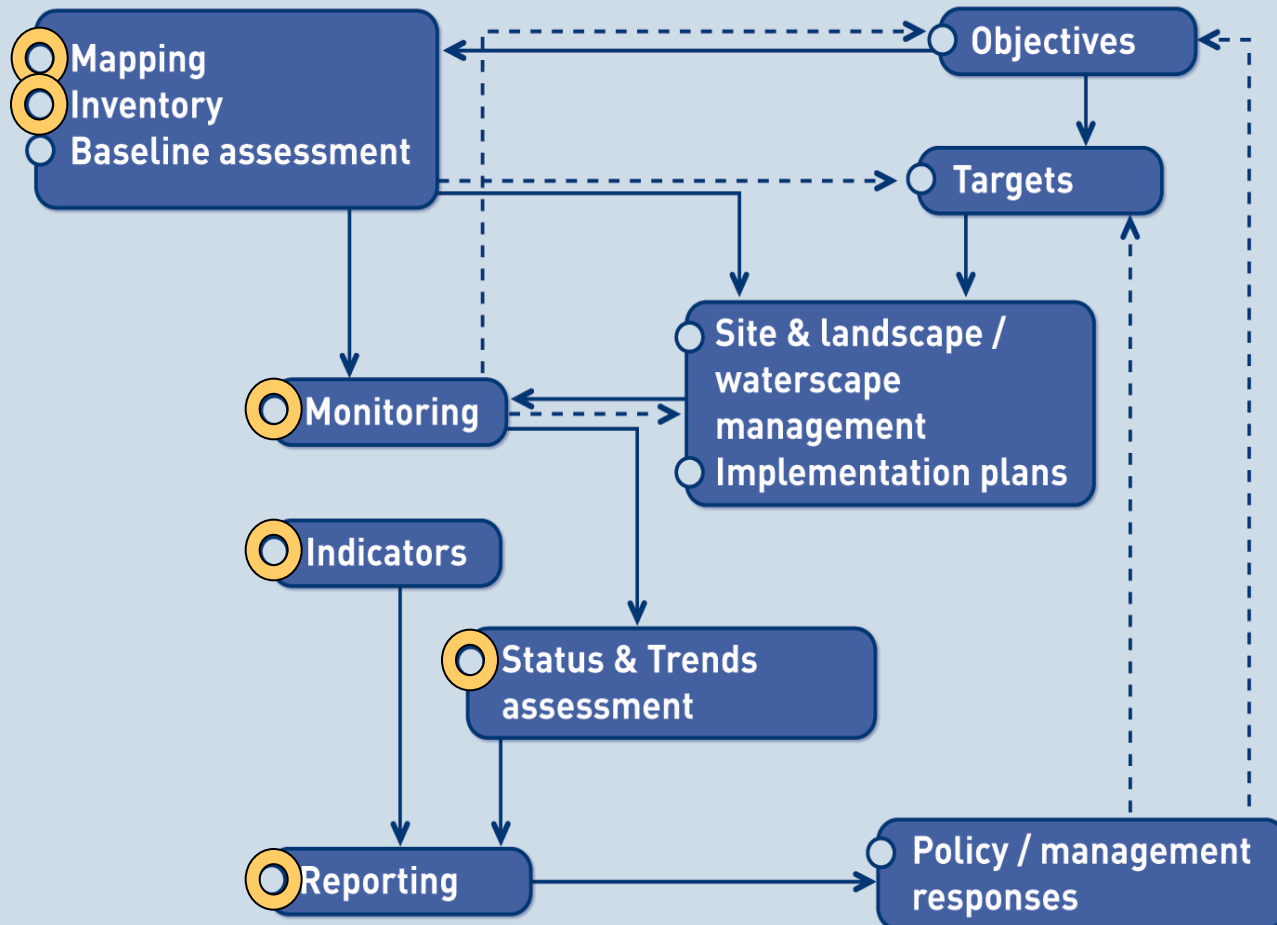 Mapping
Inventory
Baseline assessment
Objectives
Targets
Site & landscape /
waterscape
management
Implementation plans
Monitoring
Indicators
Status & Trends
assessment
Reporting
Policy / management
responses